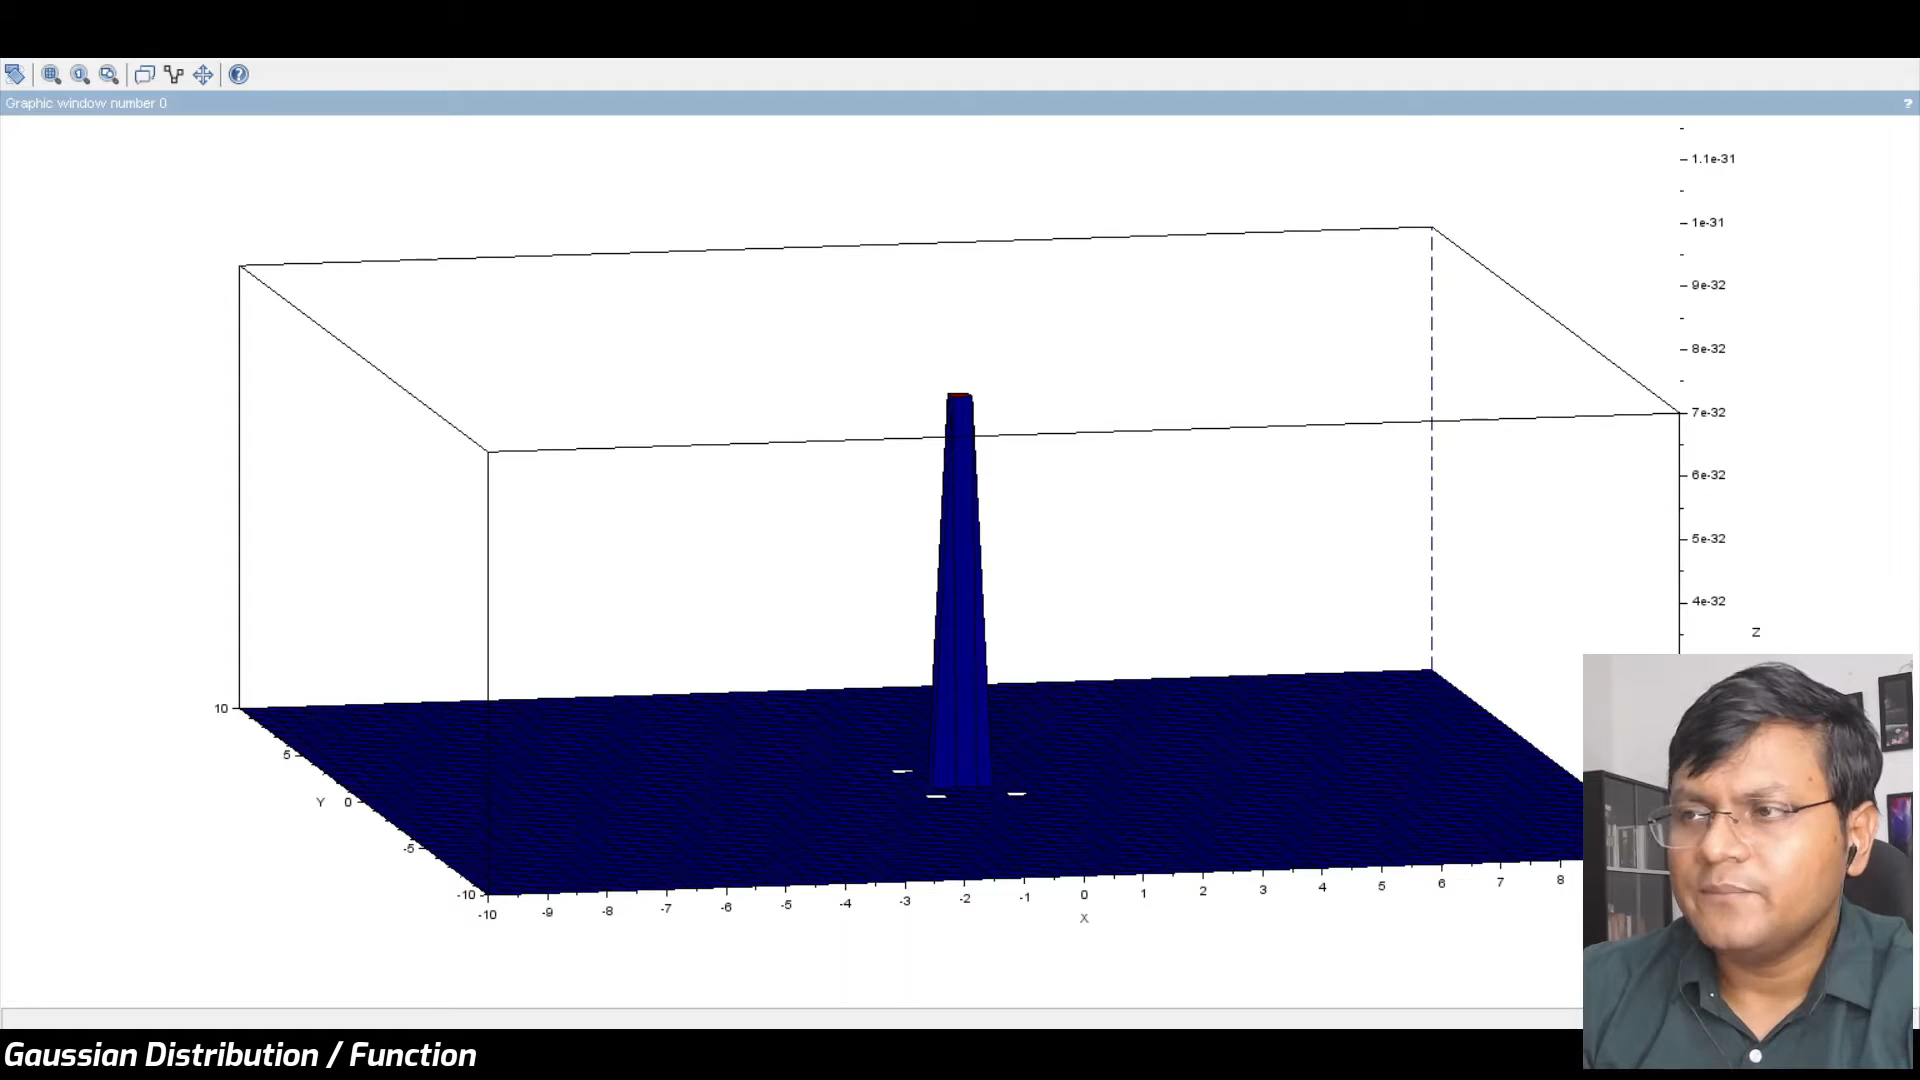 Graphic window number 0
?
1.1e-31
1e-31
9e-32
8e-32
7e-32
6e-32
5e-32
4e-32
Z
10
5
Y 0
-5
-10
-10 -9 -8 -7 -6 -5 -4 -3 -2 -1 0 1 2 3 4 5 6 7 8
X
Gaussian Distribution / Function